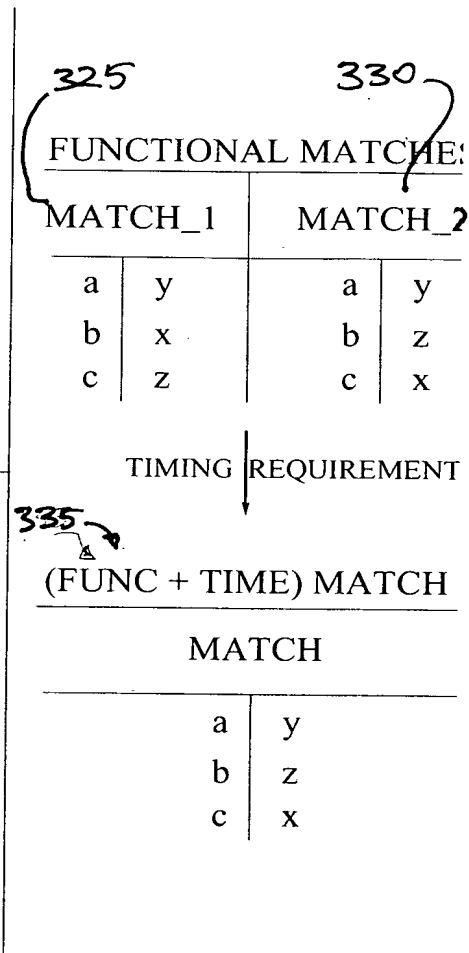 325 330
FUNCTIONAL MATCHES
MATCH_1 MATCH_2
a y a y
b x b z
c z c x
TIMING REQUIREMENT
335
(FUNC + TIME) MATCH
MATCH
a y
b z
c x